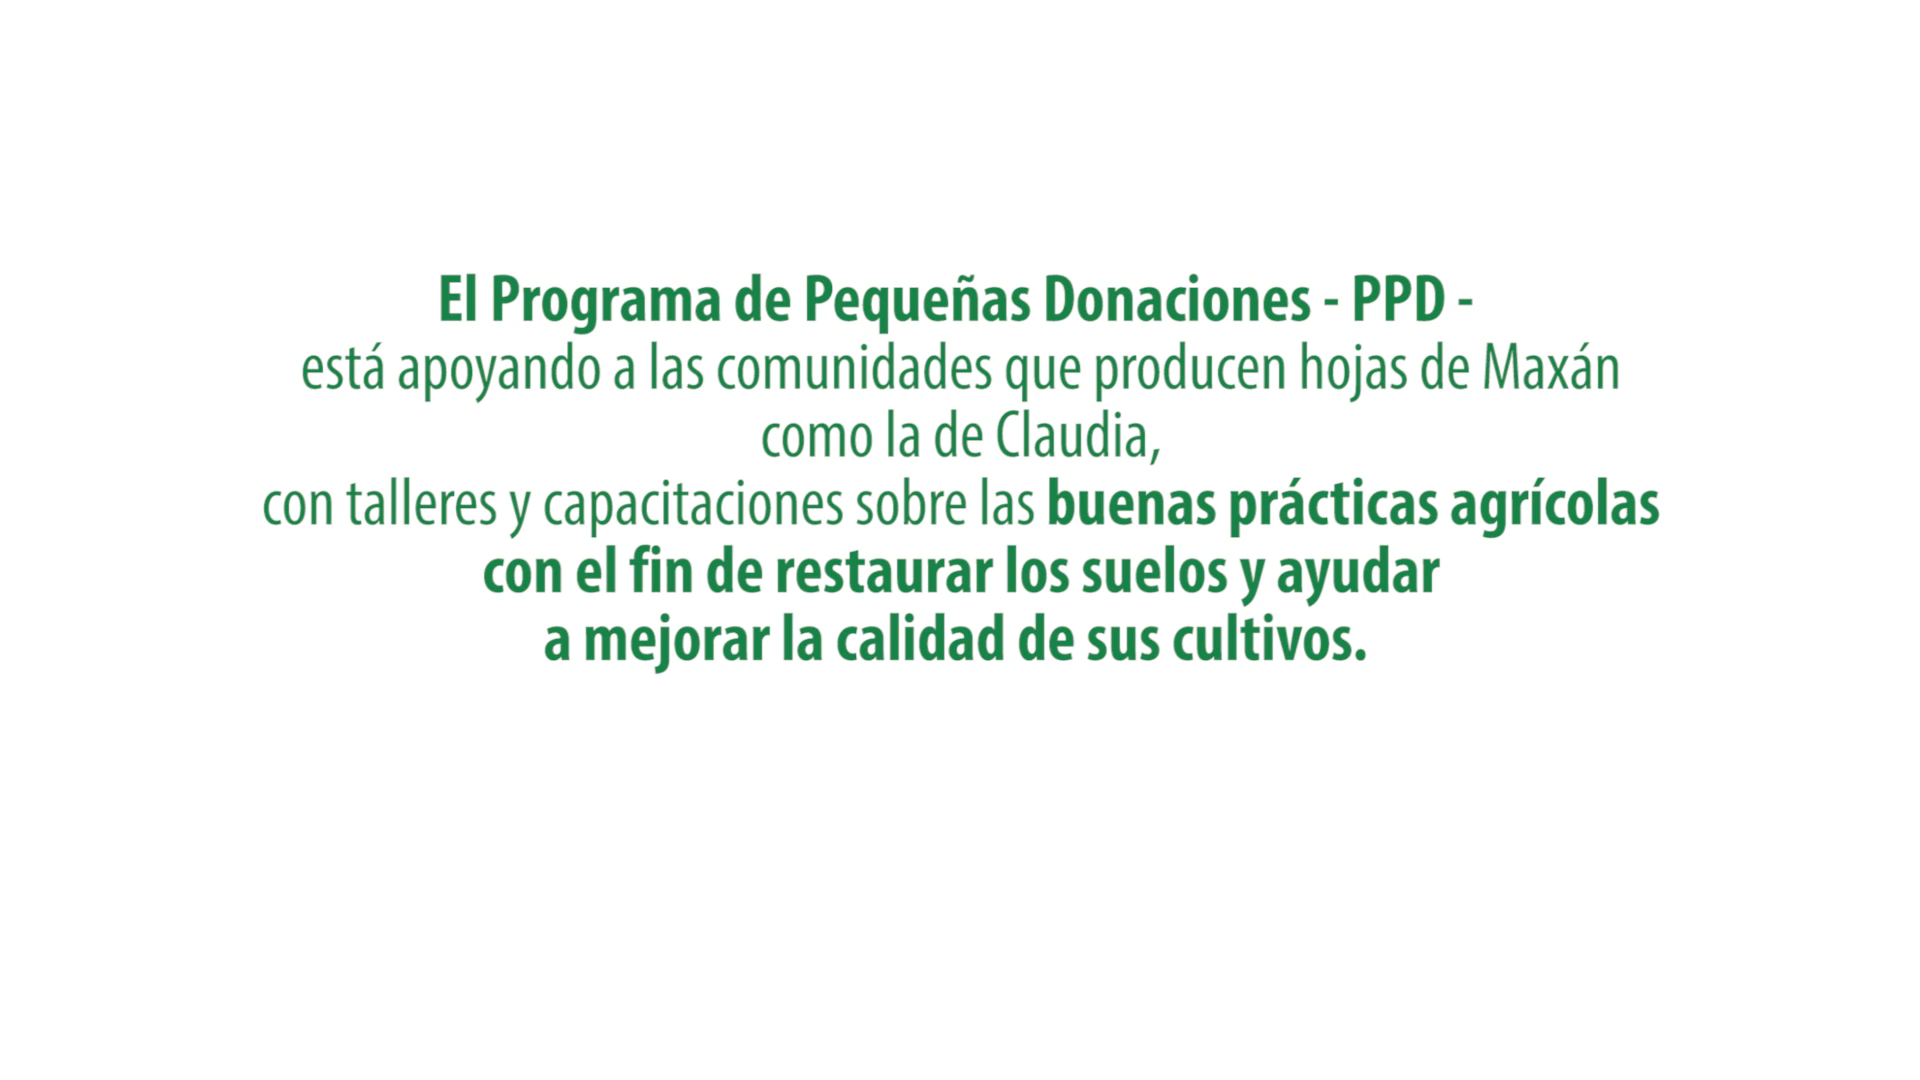 El Programa de Pequeñas Donaciones - PPD -
está apoyando a las comunidades que producen hojas de Maxán
como la de Claudia,
con talleres y capacitaciones sobre las buenas prácticas agrícolas
con el fin de restaurar los suelos y ayudar
a mejorar la calidad de sus cultivos.